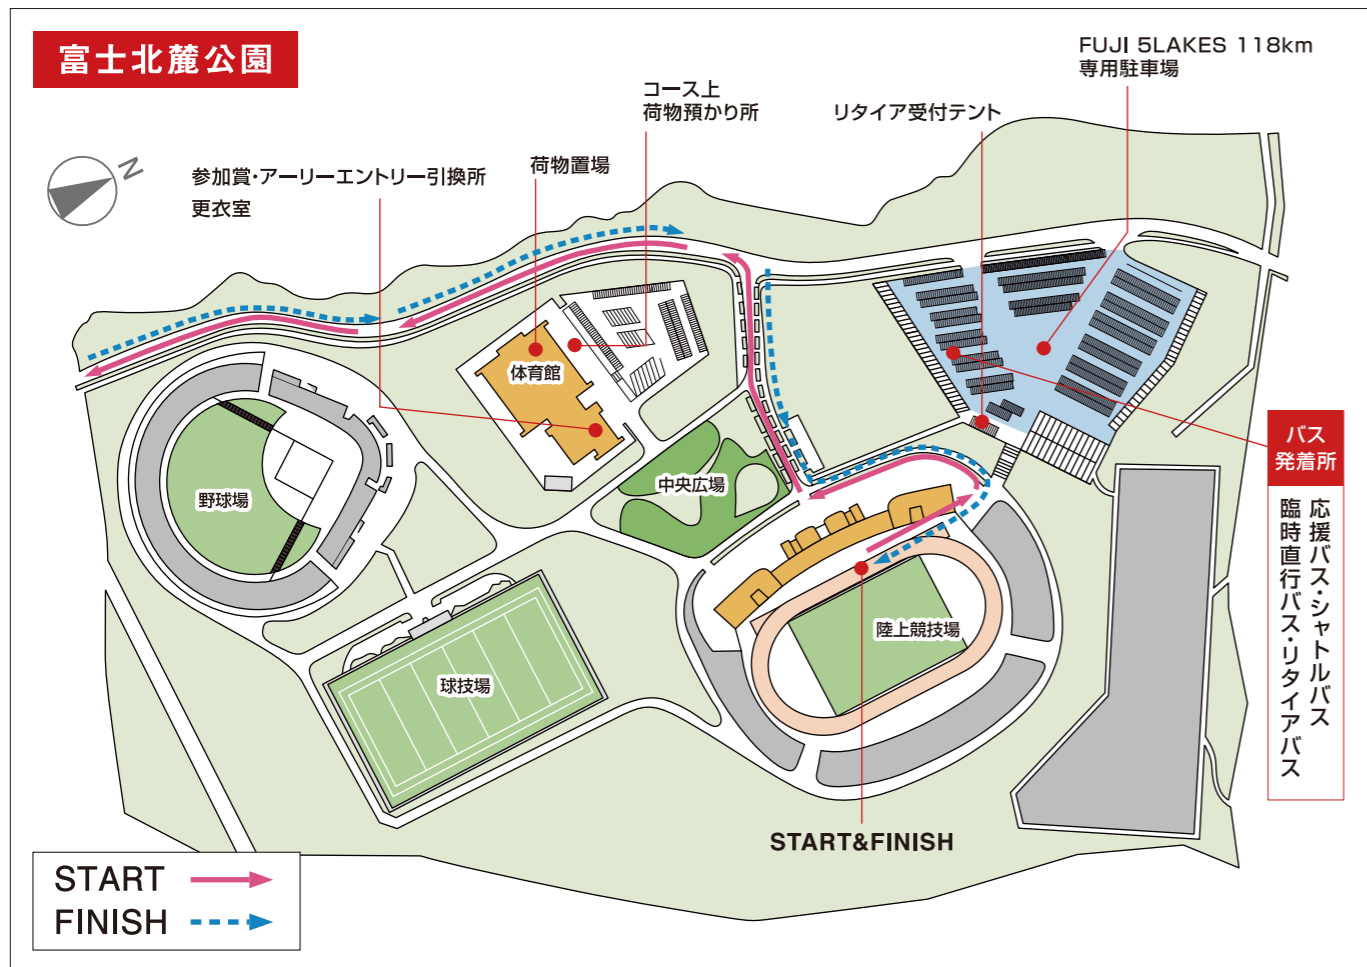 富士北麓公園
N
FUJI 5LAKES 118km
専用駐車場
コース上
荷物預かり所
リタイア受付テント
荷物置場
参加賞・アーリーエントリー引換所
更衣室
体育館
中央広場
野球場
球技場
陸上競技場
バス
発着所
応援バス・シャトルバス
臨時直行バス・リタイアバス
START&FINISH
START
FINISH